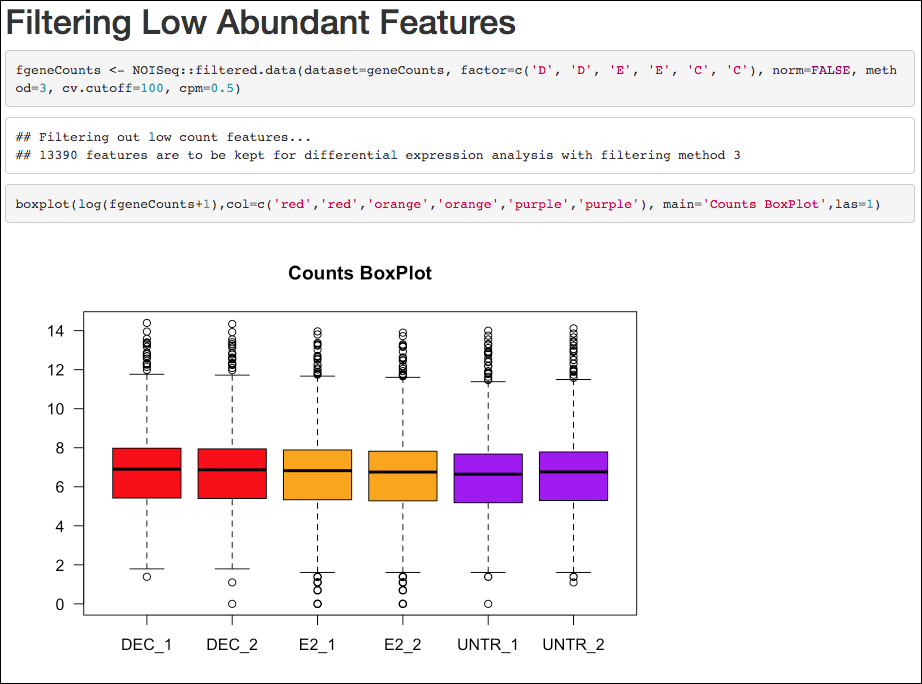 Filtering Low Abundant Features
fgeneCounts <- NOISeq::filtered.data(dataset=geneCounts, factor=c('D', 'D', 'E', 'E', 'C', 'C'), norm=FALSE, meth
od=3, cv.cutoff=100, cpm=0.5)
## Filtering out low count features...
## 13390 features are to be kept for differential expression analysis with filtering method 3
boxplot(log(fgeneCounts+1),col=c('red','red','orange','orange','purple','purple'), main='Counts BoxPlot',las=1)
Counts BoxPlot
14
12
10
8
6
4
2
0
DEC_1 DEC_2 E2_1 E2_2 UNTR_1 UNTR_2